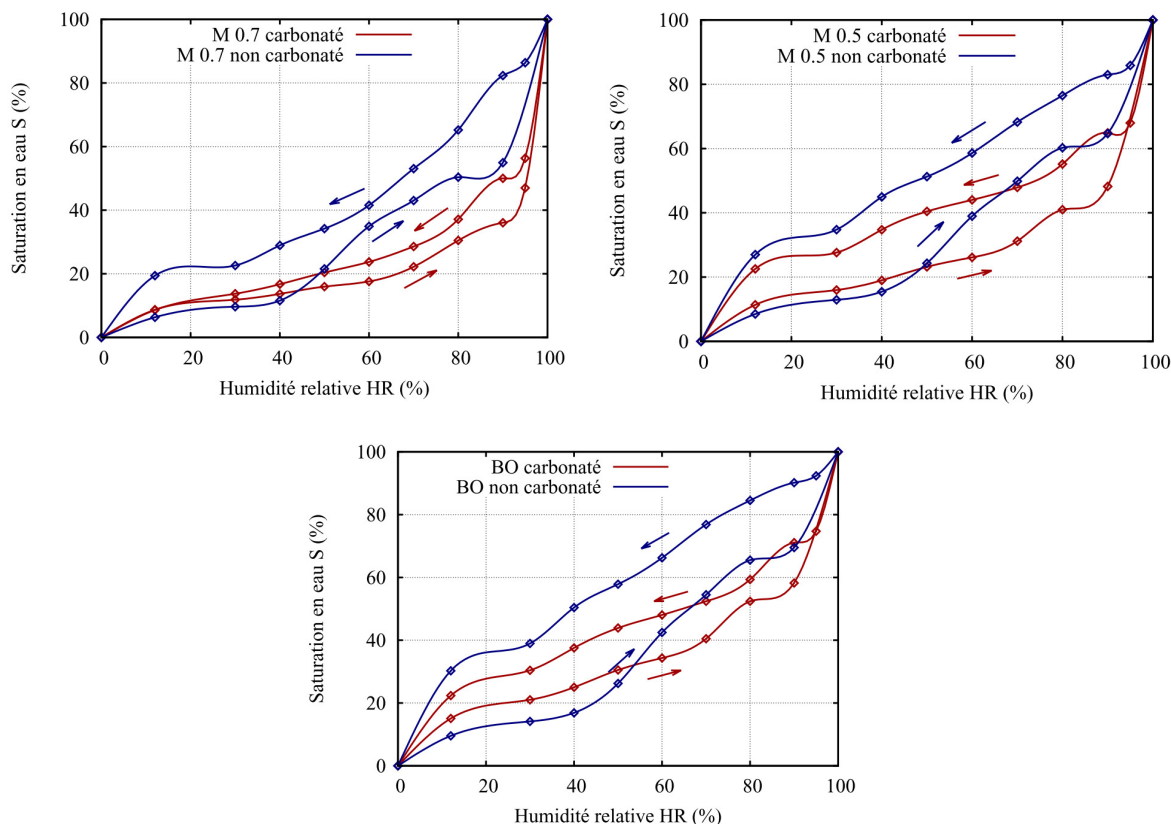 M 0.7 carbonaté
M 0.7 non carbonaté
Saturation en eau S (%)
100
80
60
40
20
0
0 20 40 60 80 100
Humidité relative HR (%)
M 0.5 carbonaté
M 0.5 non carbonaté
Saturation en eau S (%)
100
80
60
40
20
0
0 20 40 60 80 100
Humidité relative HR (%)
BO carbonaté
BO non carbonaté
Saturation en eau S (%)
100
80
60
40
20
0
0 20 40 60 80 100
Humidité relative HR (%)